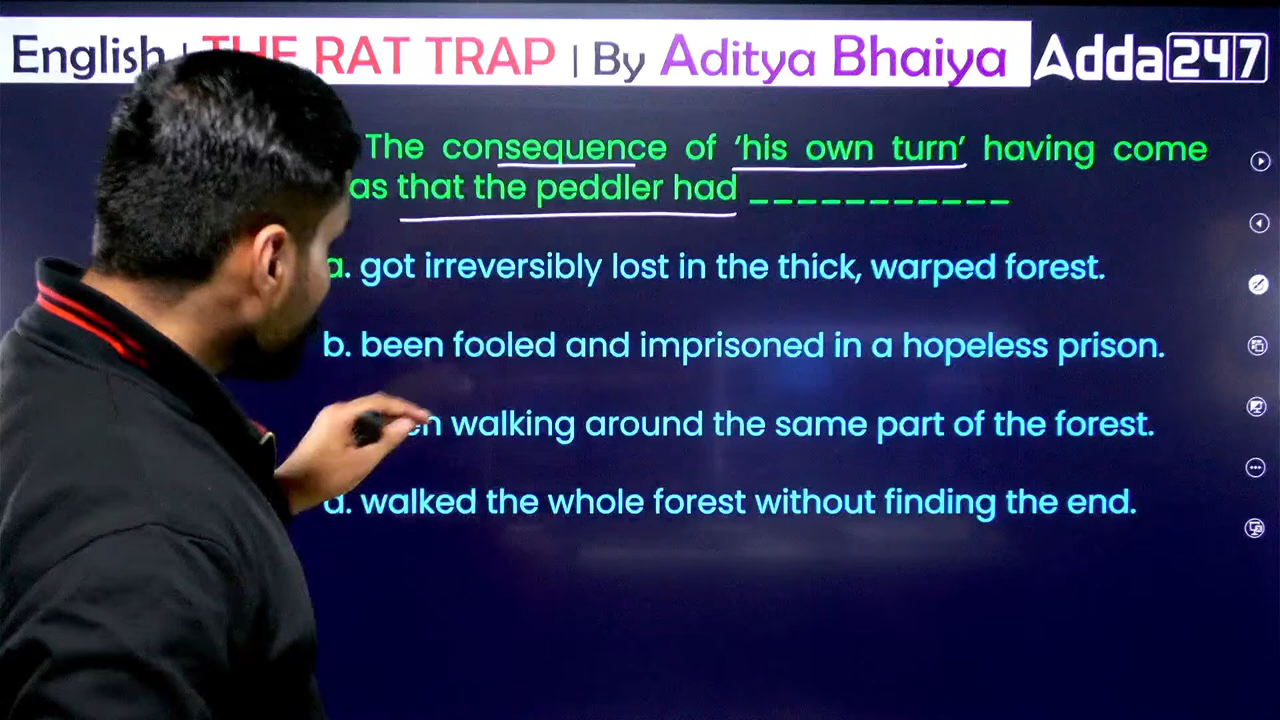 English | THE RAT TRAP | By Aditya Bhaiya Adda247
The consequence of 'his own turn' having come
as that the peddler had ___________
a. got irreversibly lost in the thick, warped forest.
b. been fooled and imprisoned in a hopeless prison.
walking around the same part of the forest.
d. walked the whole forest without finding the end.